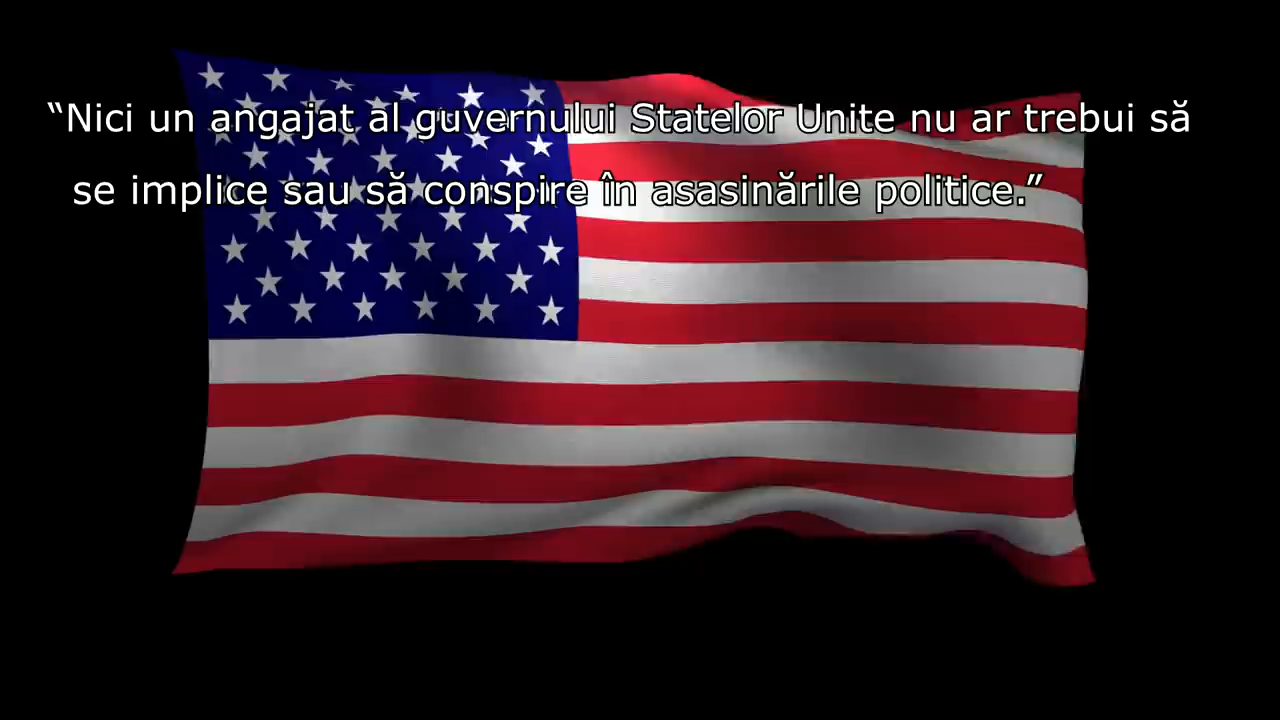 “Nici un angajat al guvernului Statelor Unite nu ar trebui să
se implice sau să conspire în asasinările politice.”